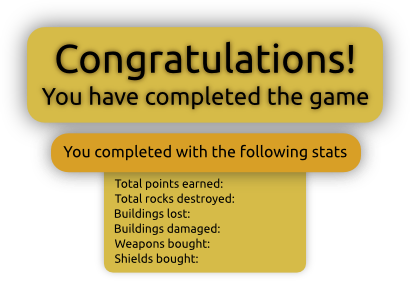 Congratulations!
You have completed the game
You completed with the following stats
Total points earned:
Total rocks destroyed:
Buildings lost:
Buildings damaged:
Weapons bought:
Shields bought: